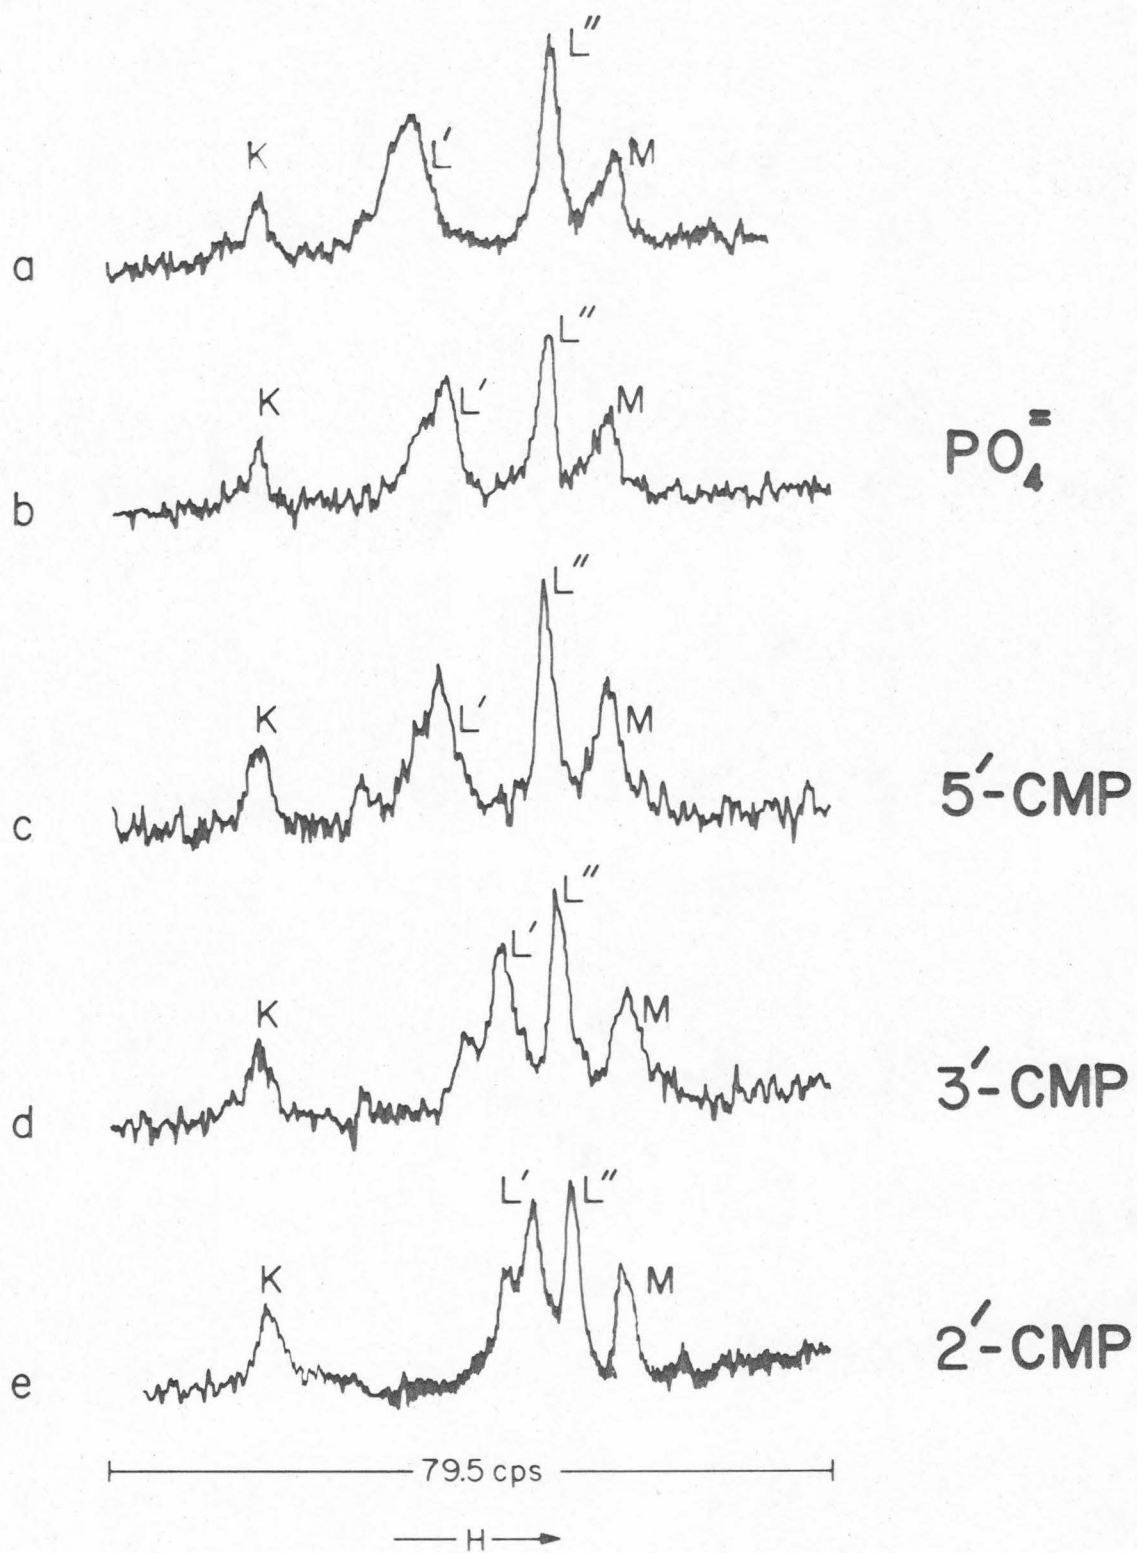 L″
K L′ M
a
L″
K L′ M
b PO₄⁼
L″
K L′ M
c 5′-CMP
L″
L′
K M
d 3′-CMP
L′ L″
K M
e 2′-CMP
79.5 cps
H